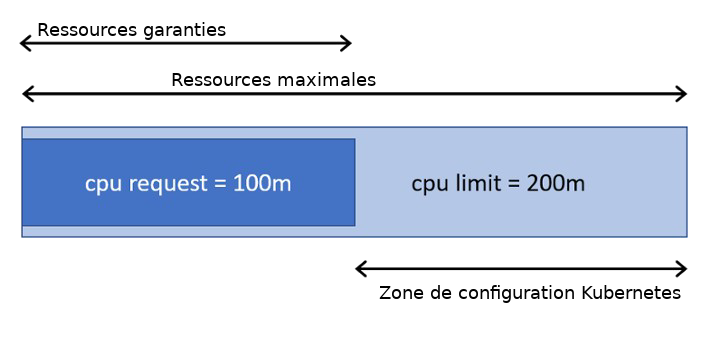 Ressources garanties
Ressources maximales
cpu request = 100m
cpu limit = 200m
Zone de configuration Kubernetes